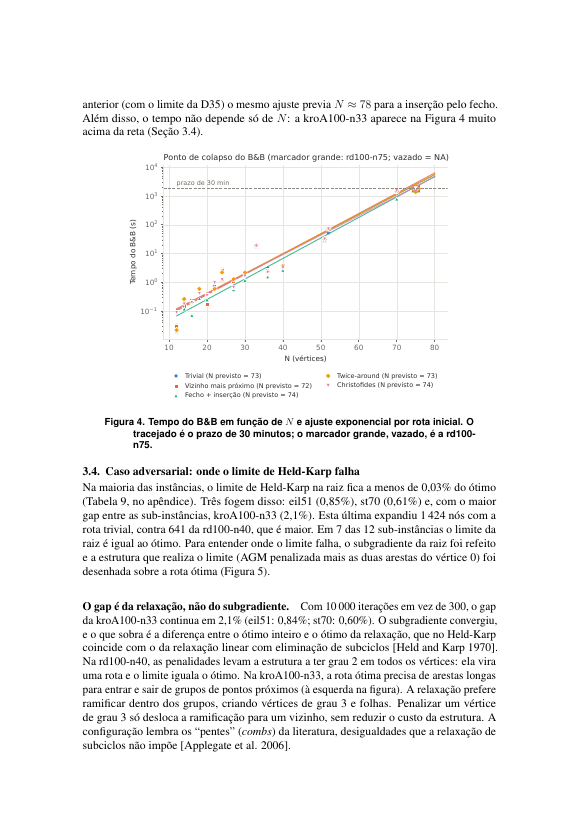 anterior (com o limite da D35) o mesmo ajuste previa N ≈ 78 para a inserção pelo fecho.
Além disso, o tempo não depende só de N: a kroA100-n33 aparece na Figura 4 muito
acima da reta (Seção 3.4).
Ponto de colapso do B&B (marcador grande: rd100-n75; vazado = NA)
10⁴
prazo de 30 min
10³
10²
10¹
10⁰
10⁻¹
Tempo do B&B (s)
10 20 30 40 50 60 70 80
N (vértices)
Trivial (N previsto = 73)
Vizinho mais próximo (N previsto = 72)
Fecho + inserção (N previsto = 74)
Twice-around (N previsto = 73)
Christofides (N previsto = 74)
Figura 4. Tempo do B&B em função de N e ajuste exponencial por rota inicial. O
tracejado é o prazo de 30 minutos; o marcador grande, vazado, é a rd100-
n75.
3.4. Caso adversarial: onde o limite de Held-Karp falha
Na maioria das instâncias, o limite de Held-Karp na raiz fica a menos de 0,03% do ótimo
(Tabela 9, no apêndice). Três fogem disso: eil51 (0,85%), st70 (0,61%) e, com o maior
gap entre as sub-instâncias, kroA100-n33 (2,1%). Esta última expandiu 1 424 nós com a
rota trivial, contra 641 da rd100-n40, que é maior. Em 7 das 12 sub-instâncias o limite da
raiz é igual ao ótimo. Para entender onde o limite falha, o subgradiente da raiz foi refeito
e a estrutura que realiza o limite (AGM penalizada mais as duas arestas do vértice 0) foi
desenhada sobre a rota ótima (Figura 5).
O gap é da relaxação, não do subgradiente. Com 10 000 iterações em vez de 300, o gap
da kroA100-n33 continua em 2,1% (eil51: 0,84%; st70: 0,60%). O subgradiente convergiu,
e o que sobra é a diferença entre o ótimo inteiro e o ótimo da relaxação, que no Held-Karp
coincide com o da relaxação linear com eliminação de subciclos [Held and Karp 1970].
Na rd100-n40, as penalidades levam a estrutura a ter grau 2 em todos os vértices: ela vira
uma rota e o limite iguala o ótimo. Na kroA100-n33, a rota ótima precisa de arestas longas
para entrar e sair de grupos de pontos próximos (à esquerda na figura). A relaxação prefere
ramificar dentro dos grupos, criando vértices de grau 3 e folhas. Penalizar um vértice
de grau 3 só desloca a ramificação para um vizinho, sem reduzir o custo da estrutura. A
configuração lembra os “pentes” (combs) da literatura, desigualdades que a relaxação de
subciclos não impõe [Applegate et al. 2006].